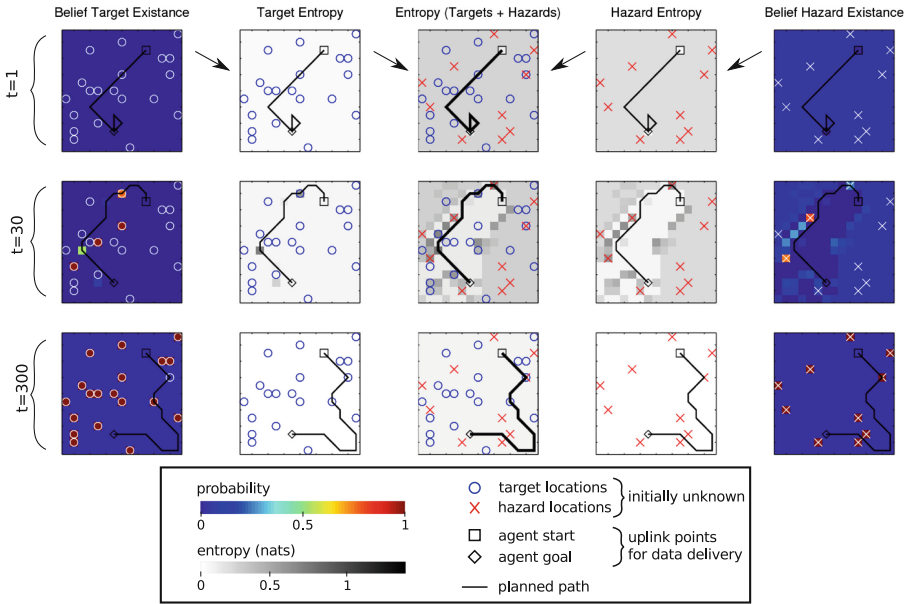 Belief Target Existance
Target Entropy
Entropy (Targets + Hazards)
Hazard Entropy
Belief Hazard Existance
t=1
t=30
t=300
probability
0
0.5
1
entropy (nats)
0
0.5
1
target locations
hazard locations
initially unknown
agent start
agent goal
uplink points
for data delivery
planned path